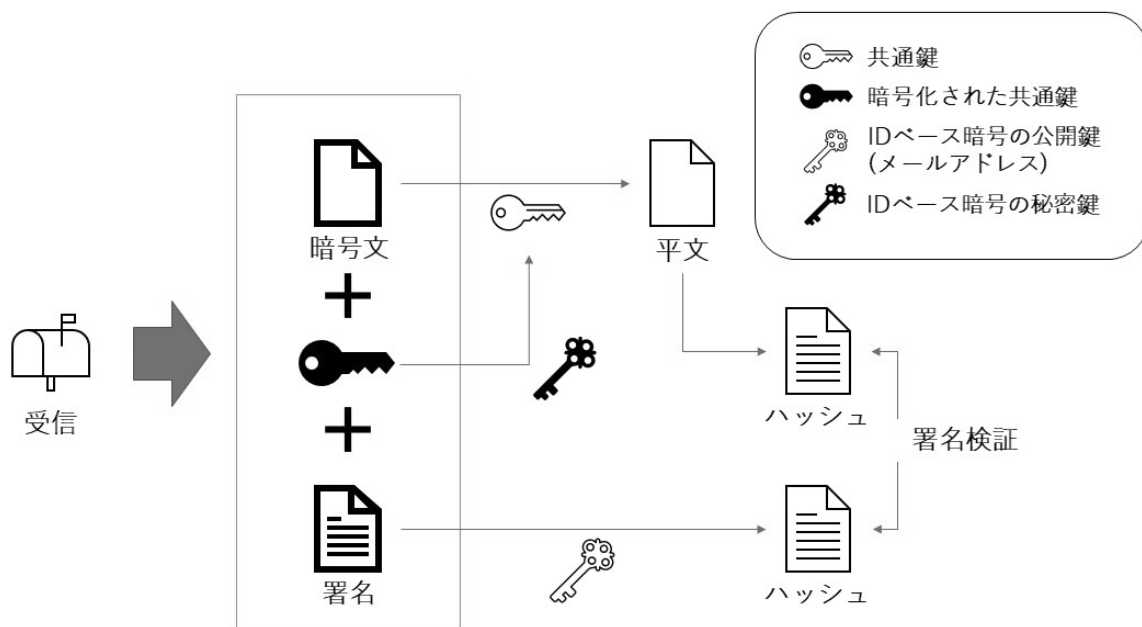 共通鍵
暗号化された共通鍵
IDベース暗号の公開鍵
(メールアドレス)
IDベース暗号の秘密鍵
暗号文
平文
受信
ハッシュ
署名検証
署名
ハッシュ